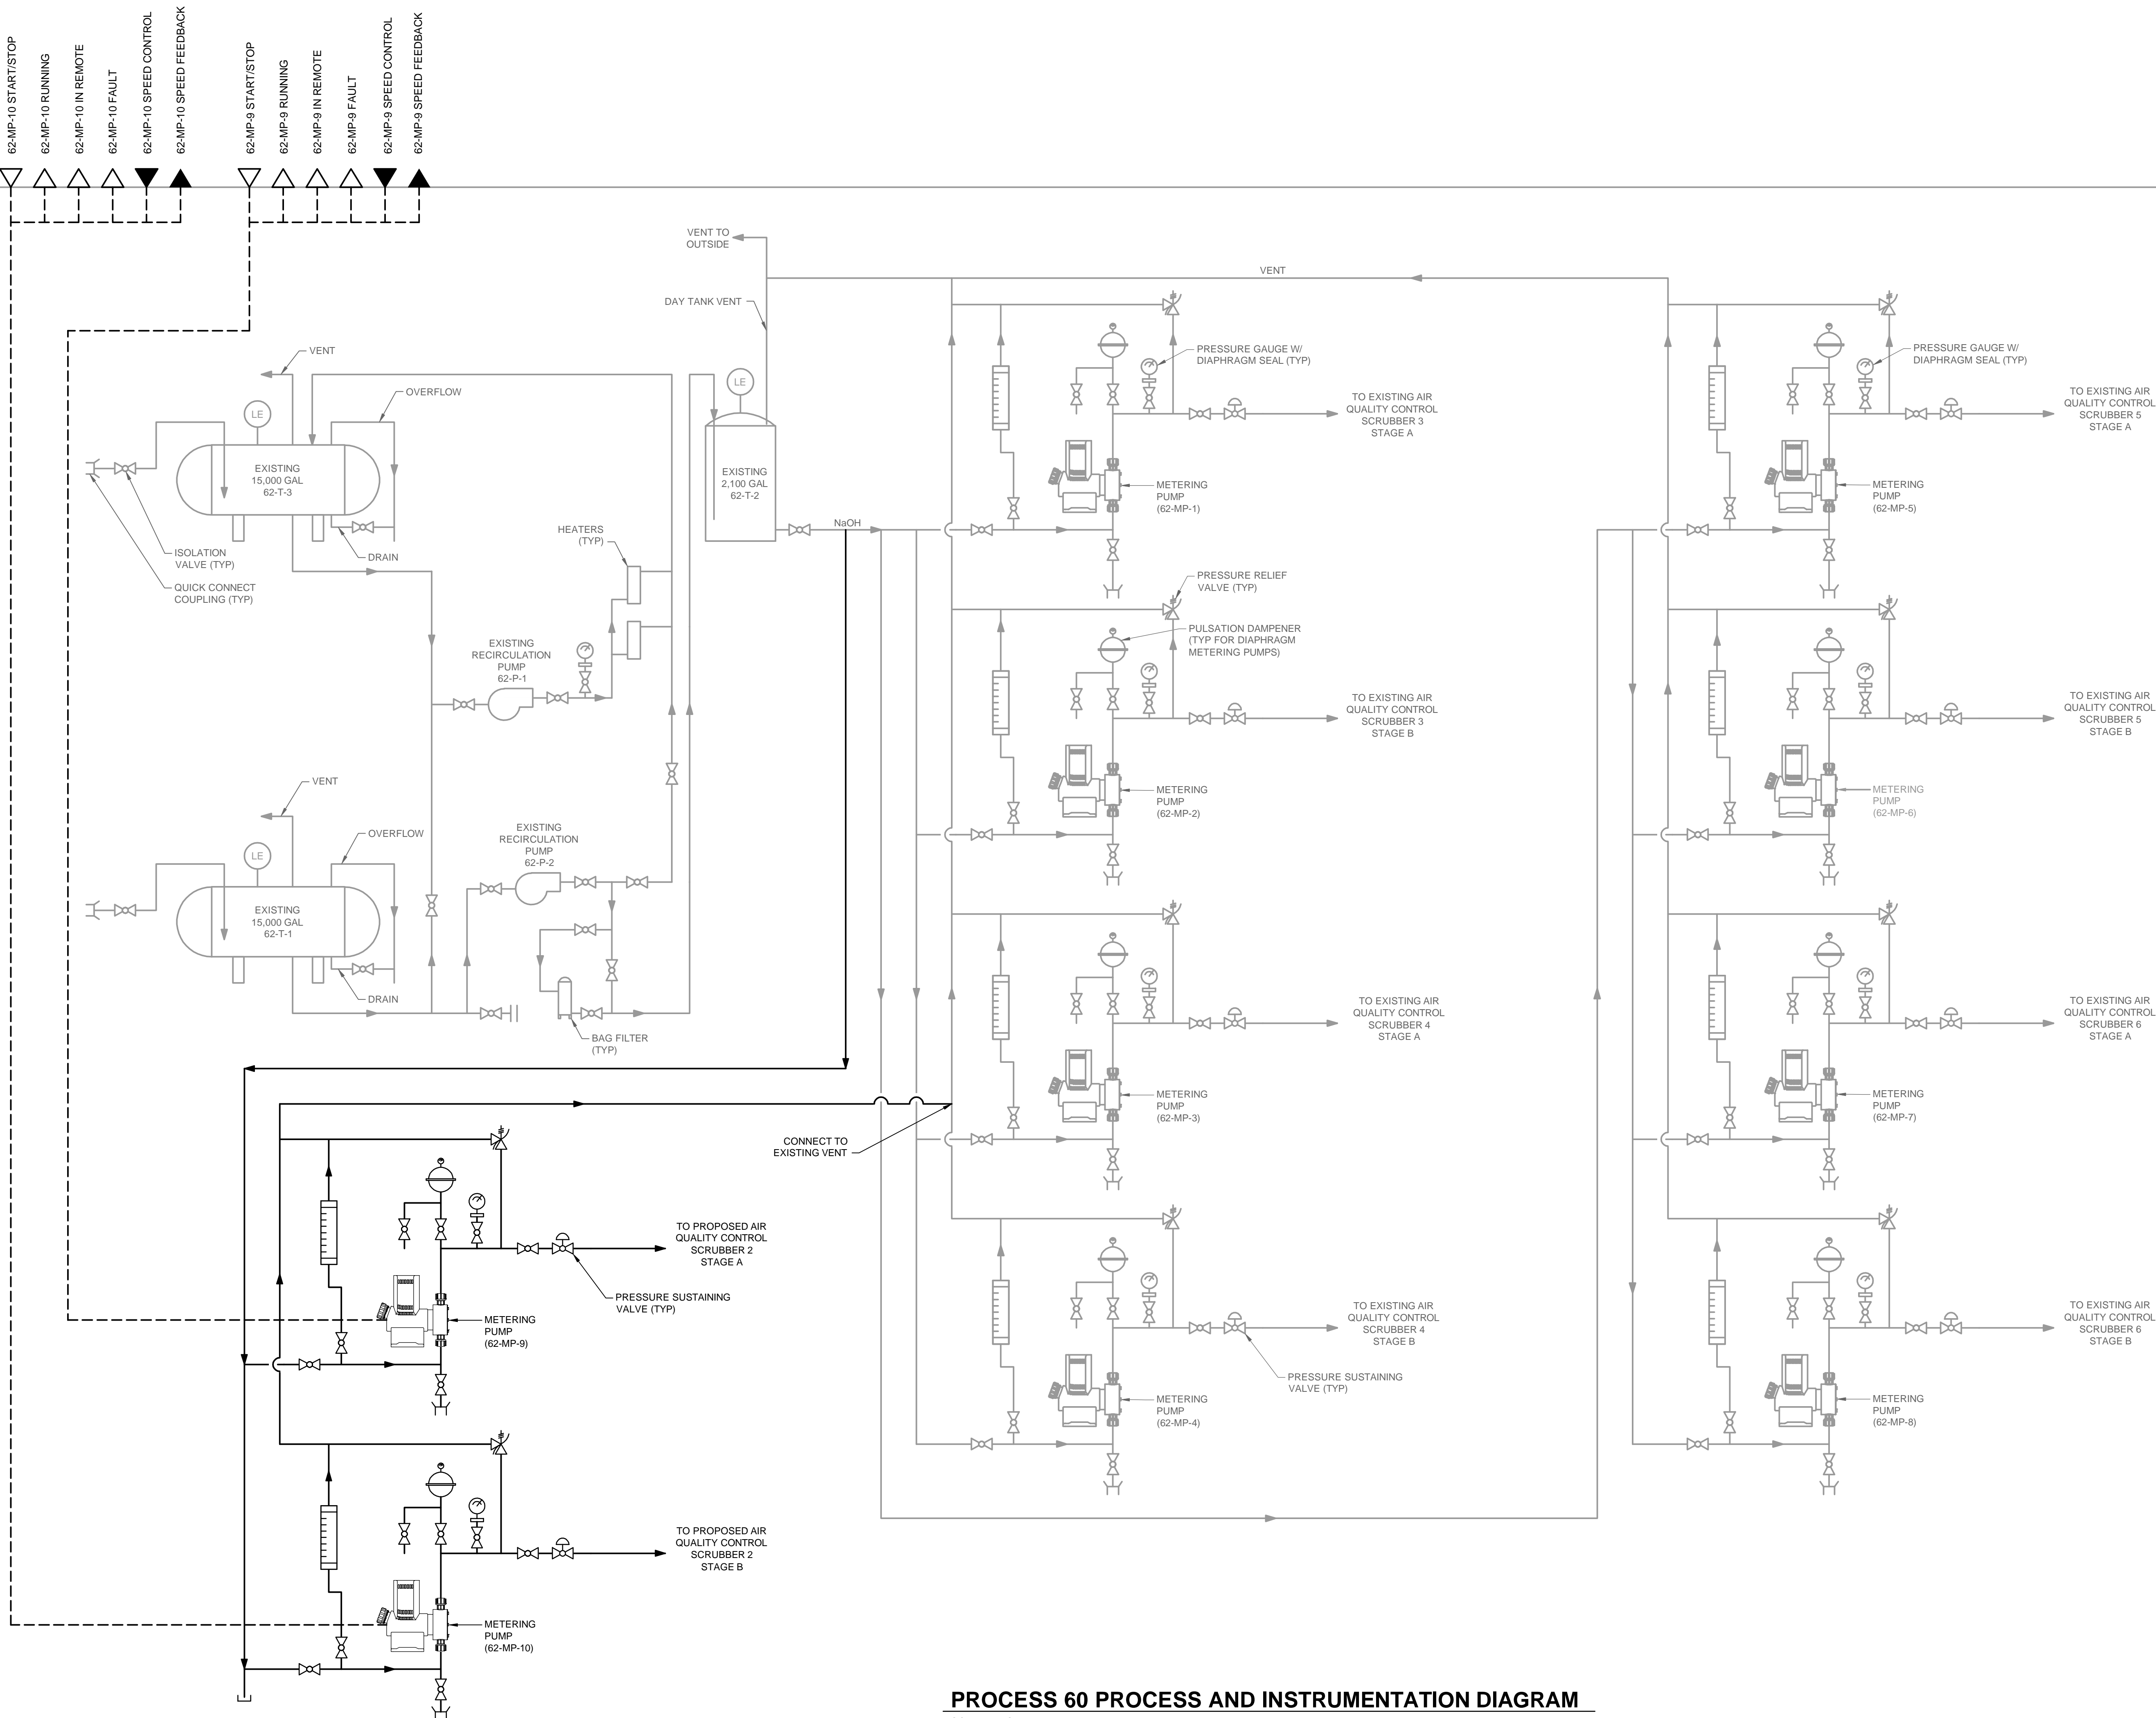 62-MP-10 START/STOP
62-MP-10 RUNNING
62-MP-10 IN REMOTE
62-MP-10 FAULT
62-MP-10 SPEED CONTROL
62-MP-10 SPEED FEEDBACK
62-MP-9 START/STOP
62-MP-9 RUNNING
62-MP-9 IN REMOTE
62-MP-9 FAULT
62-MP-9 SPEED CONTROL
62-MP-9 SPEED FEEDBACK
VENT TO
OUTSIDE
VENT
DAY TANK VENT
VENT
OVERFLOW
LE
EXISTING
15,000 GAL
62-T-3
ISOLATION
VALVE (TYP)
DRAIN
QUICK CONNECT
COUPLING (TYP)
LE
EXISTING
2,100 GAL
62-T-2
NaOH
HEATERS
(TYP)
EXISTING
RECIRCULATION
PUMP
62-P-1
VENT
OVERFLOW
LE
EXISTING
15,000 GAL
62-T-1
DRAIN
EXISTING
RECIRCULATION
PUMP
62-P-2
BAG FILTER
(TYP)
PRESSURE GAUGE W/
DIAPHRAGM SEAL (TYP)
TO EXISTING AIR
QUALITY CONTROL
SCRUBBER 3
STAGE A
METERING
PUMP
(62-MP-1)
PRESSURE RELIEF
VALVE (TYP)
PULSATION DAMPENER
(TYP FOR DIAPHRAGM
METERING PUMPS)
TO EXISTING AIR
QUALITY CONTROL
SCRUBBER 3
STAGE B
METERING
PUMP
(62-MP-2)
TO EXISTING AIR
QUALITY CONTROL
SCRUBBER 4
STAGE A
METERING
PUMP
(62-MP-3)
TO EXISTING AIR
QUALITY CONTROL
SCRUBBER 4
STAGE B
PRESSURE SUSTAINING
VALVE (TYP)
METERING
PUMP
(62-MP-4)
PRESSURE GAUGE W/
DIAPHRAGM SEAL (TYP)
TO EXISTING AIR
QUALITY CONTROL
SCRUBBER 5
STAGE A
METERING
PUMP
(62-MP-5)
TO EXISTING AIR
QUALITY CONTROL
SCRUBBER 5
STAGE B
METERING
PUMP
(62-MP-6)
TO EXISTING AIR
QUALITY CONTROL
SCRUBBER 6
STAGE A
METERING
PUMP
(62-MP-7)
TO EXISTING AIR
QUALITY CONTROL
SCRUBBER 6
STAGE B
METERING
PUMP
(62-MP-8)
CONNECT TO
EXISTING VENT
TO PROPOSED AIR
QUALITY CONTROL
SCRUBBER 2
STAGE A
PRESSURE SUSTAINING
VALVE (TYP)
METERING
PUMP
(62-MP-9)
TO PROPOSED AIR
QUALITY CONTROL
SCRUBBER 2
STAGE B
METERING
PUMP
(62-MP-10)
PROCESS 60 PROCESS AND INSTRUMENTATION DIAGRAM